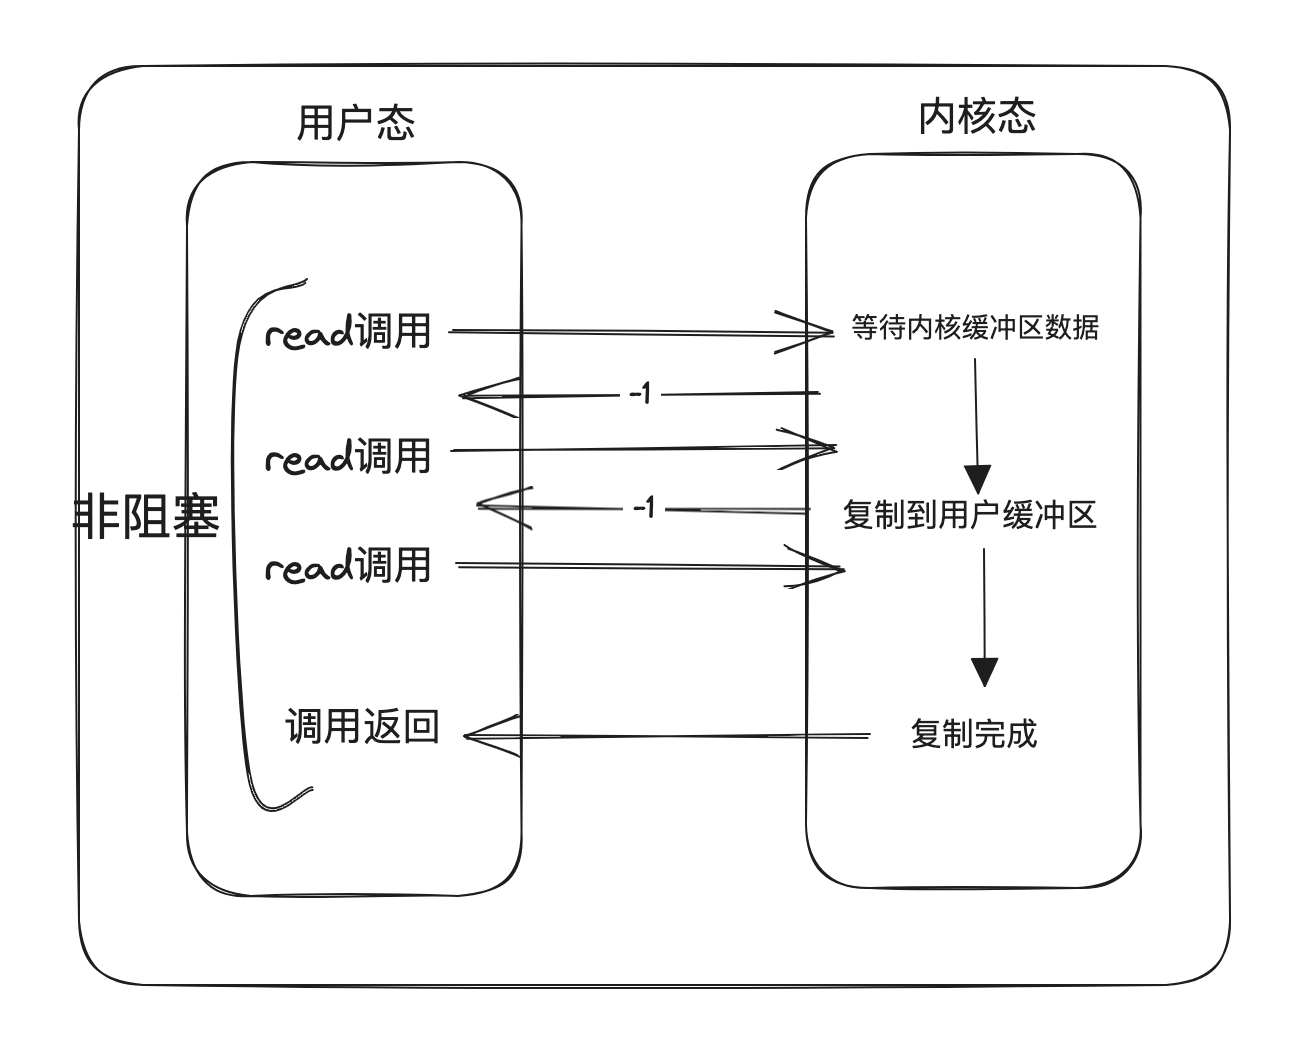 用户态
内核态
read调用
等待内核缓冲区数据
-1
read调用
-1
复制到用户缓冲区
非阻塞
read调用
调用返回
复制完成